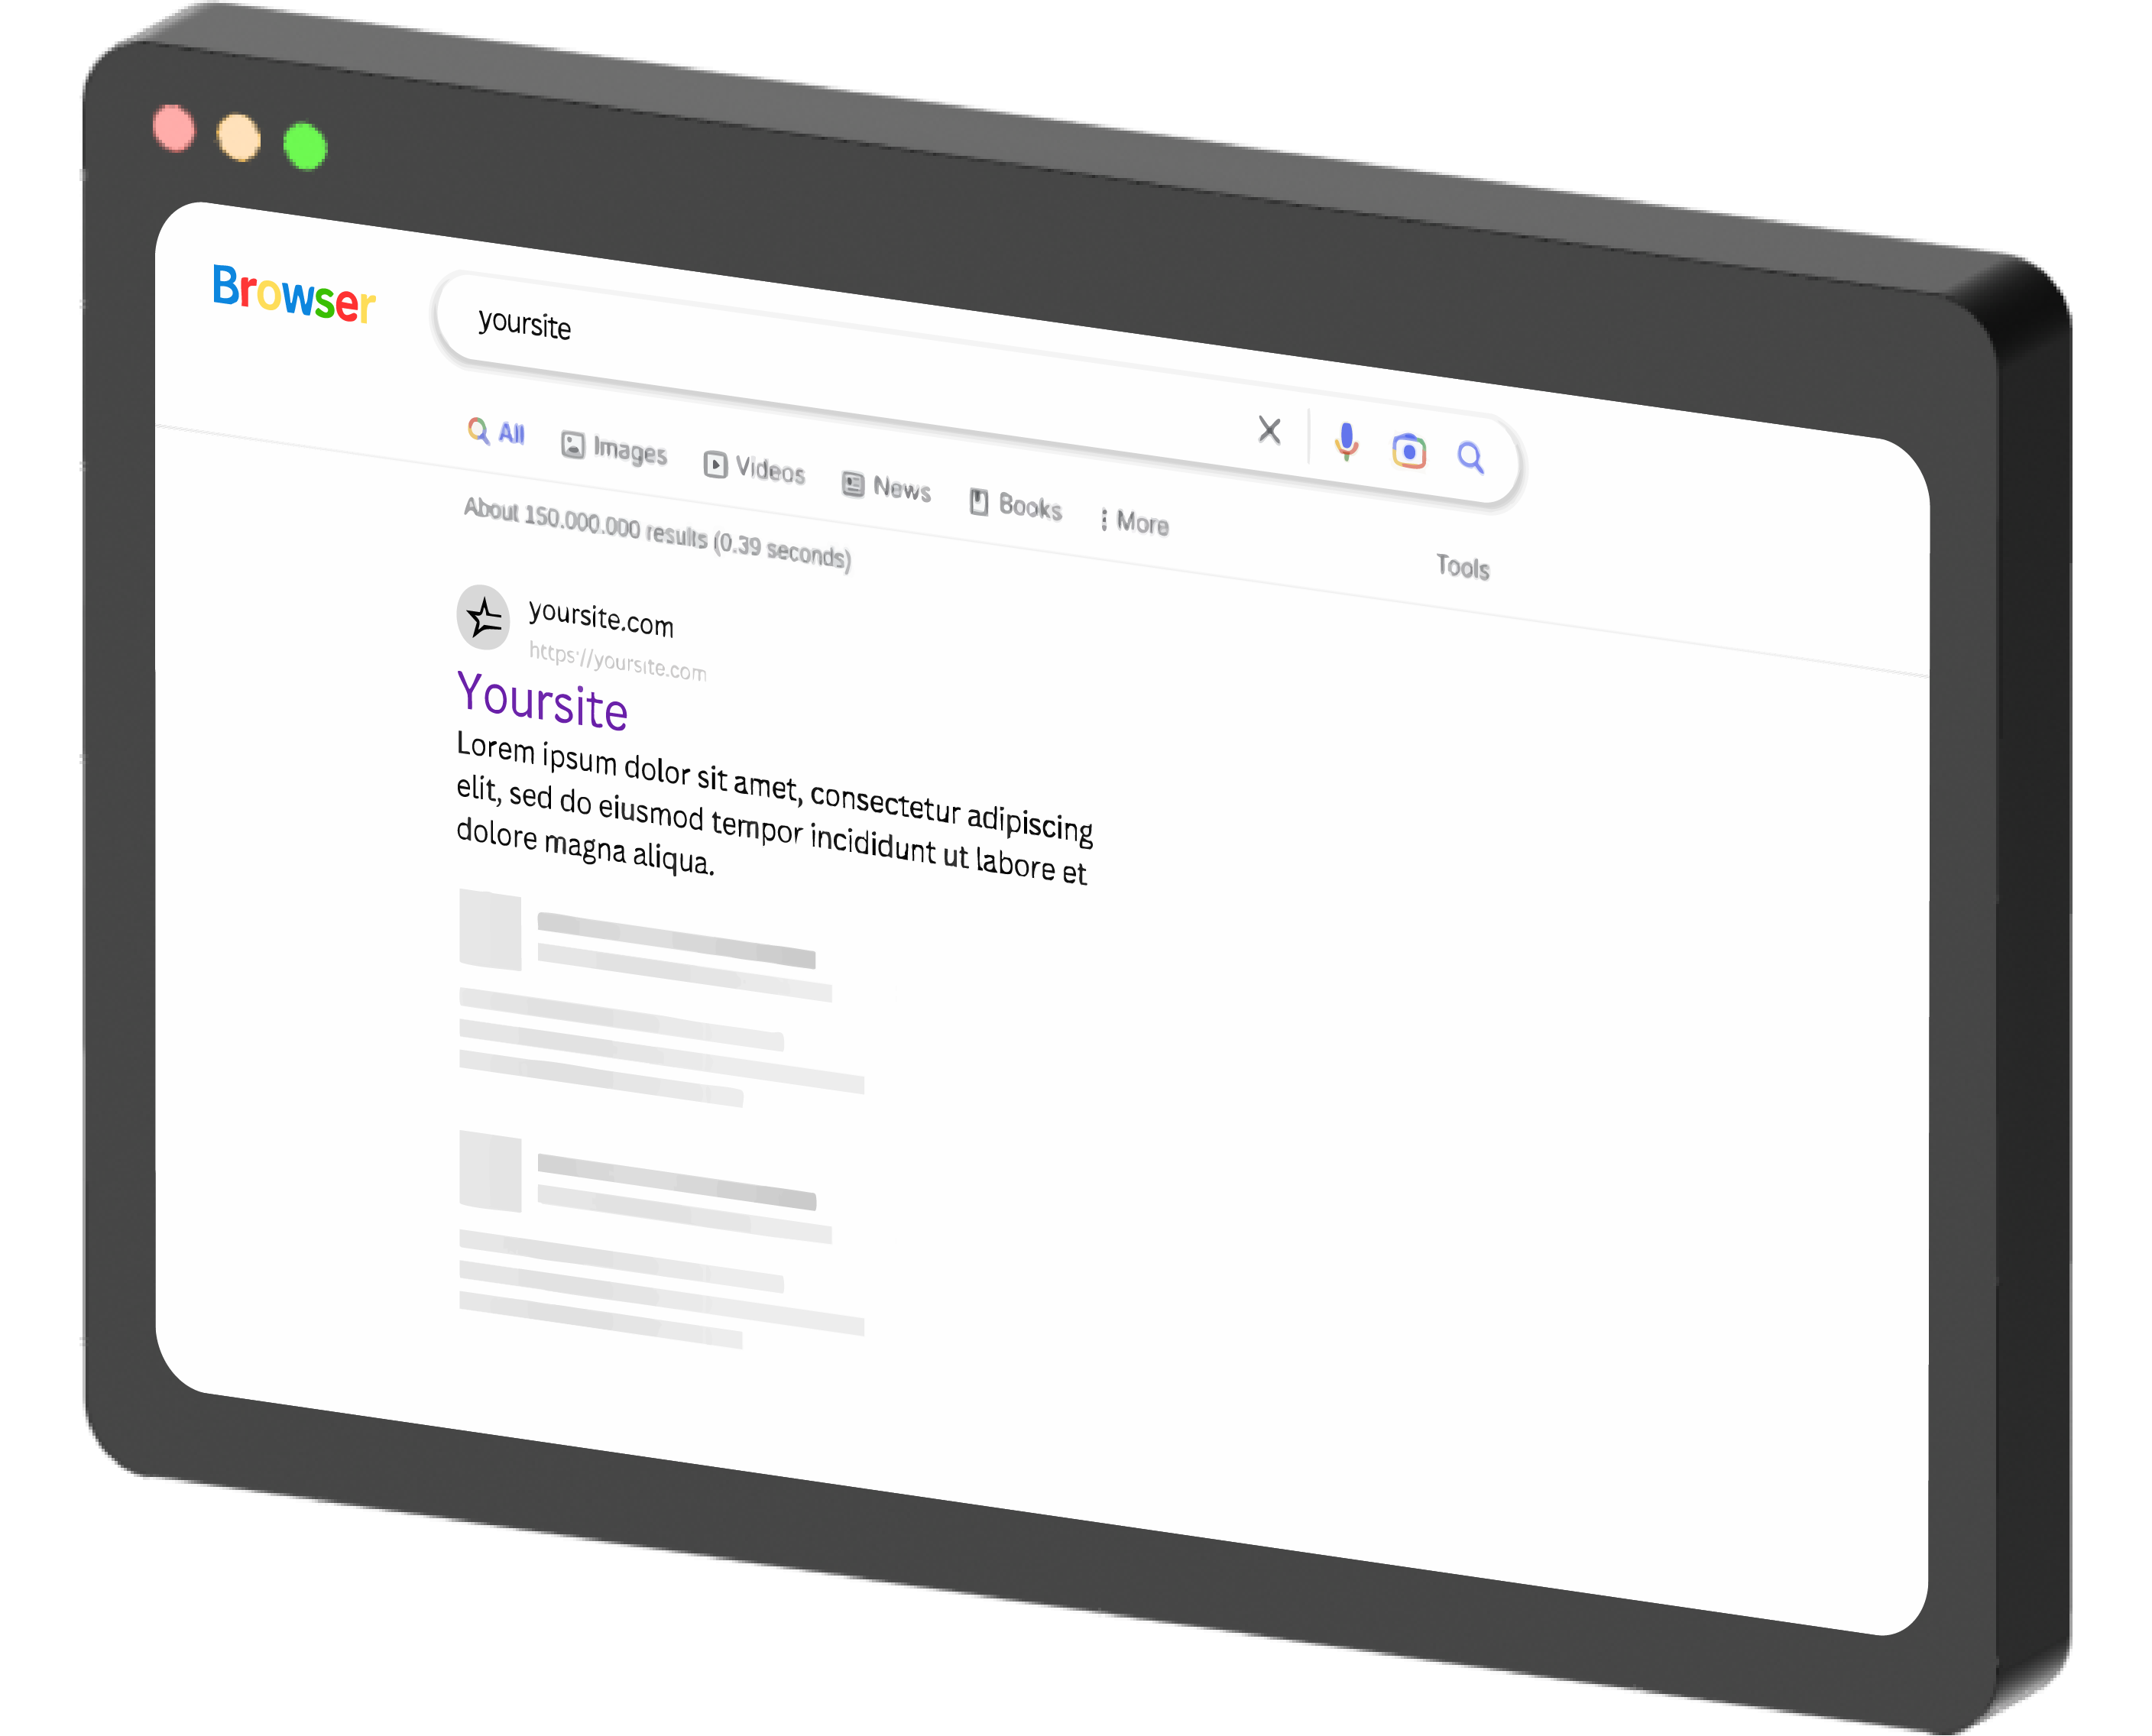 Browser
yoursite
All Images Videos News Books More
Tools
About 150.000.000 results (0.39 seconds)
yoursite.com
https://yoursite.com
Yoursite
Lorem ipsum dolor sit amet, consectetur adipiscing
elit, sed do eiusmod tempor incididunt ut labore et
dolore magna aliqua.